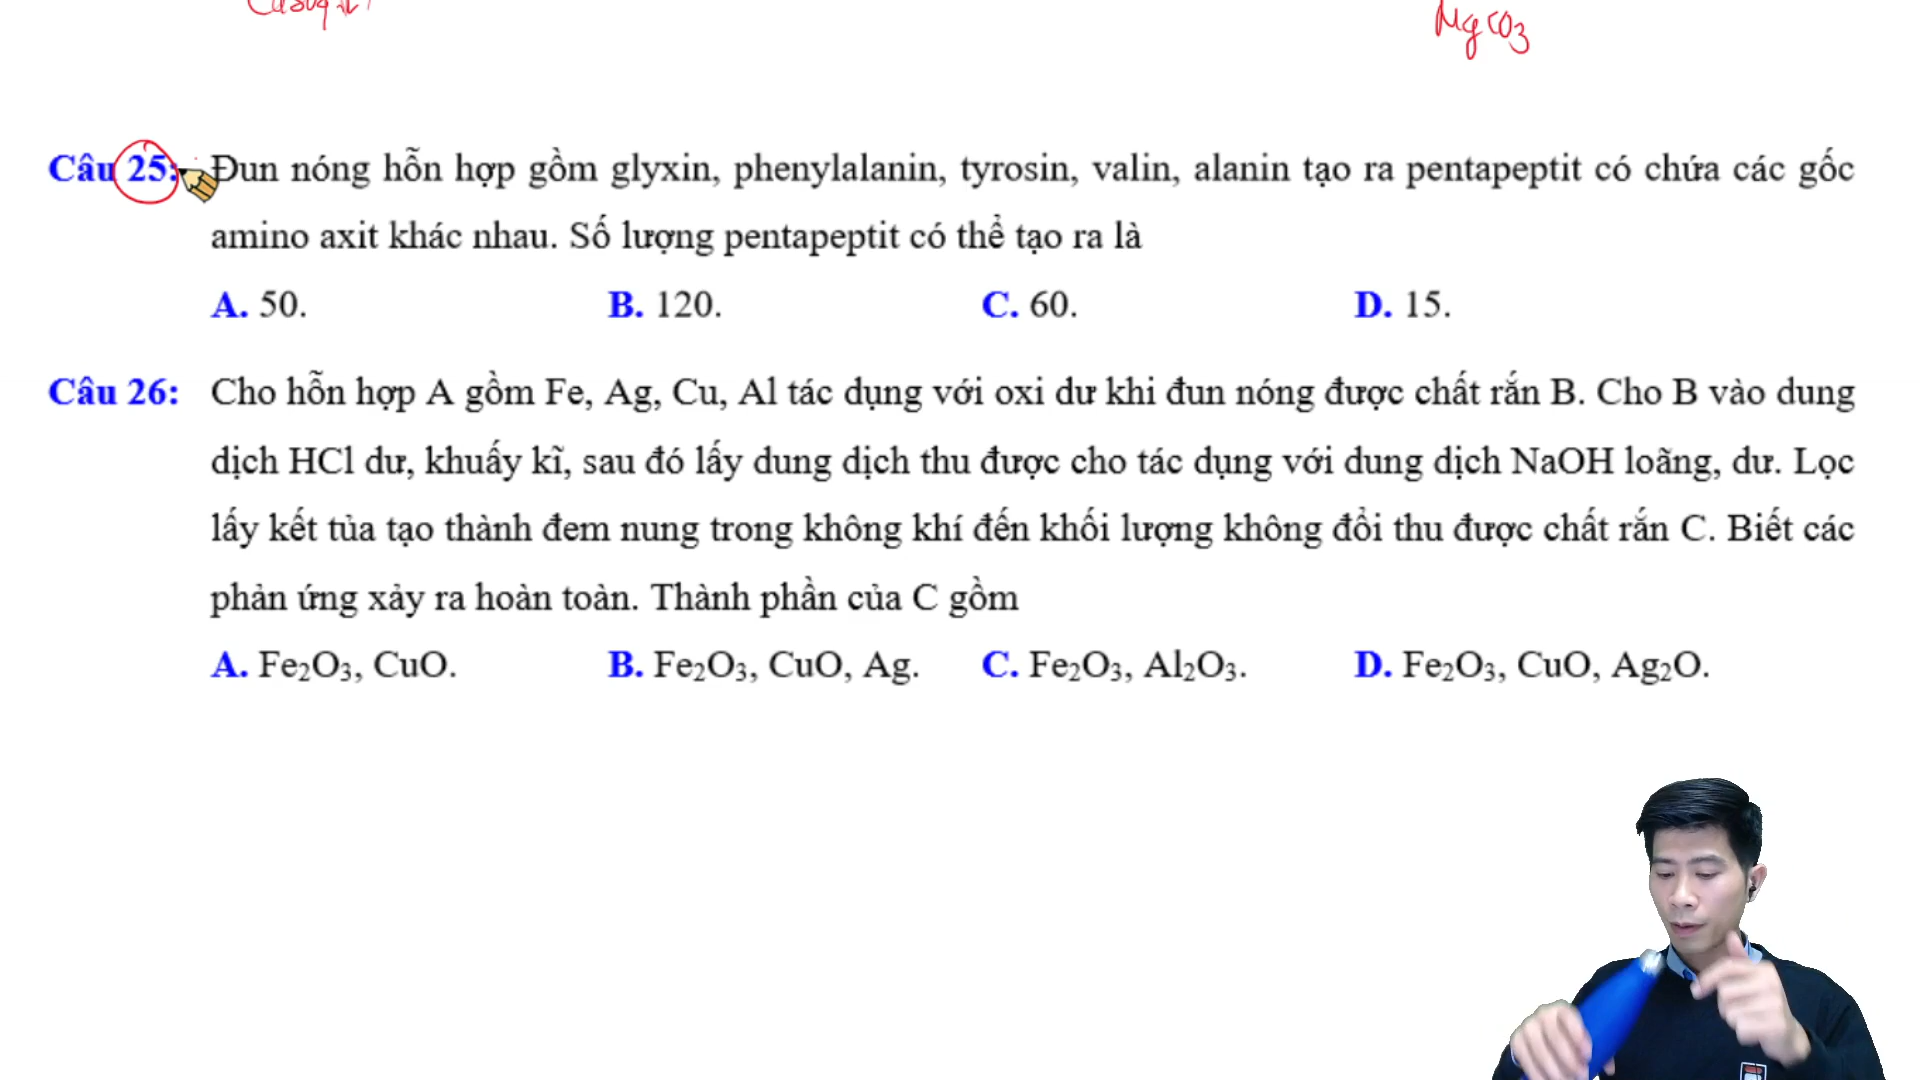 MgCO3
Câu 25: Đun nóng hỗn hợp gồm glyxin, phenylalanin, tyrosin, valin, alanin tạo ra pentapeptit có chứa các gốc
amino axit khác nhau. Số lượng pentapeptit có thể tạo ra là
A. 50. B. 120. C. 60. D. 15.
Câu 26: Cho hỗn hợp A gồm Fe, Ag, Cu, Al tác dụng với oxi dư khi đun nóng được chất rắn B. Cho B vào dung
dịch HCl dư, khuấy kĩ, sau đó lấy dung dịch thu được cho tác dụng với dung dịch NaOH loãng, dư. Lọc
lấy kết tủa tạo thành đem nung trong không khí đến khối lượng không đổi thu được chất rắn C. Biết các
phản ứng xảy ra hoàn toàn. Thành phần của C gồm
A. Fe2O3, CuO. B. Fe2O3, CuO, Ag. C. Fe2O3, Al2O3. D. Fe2O3, CuO, Ag2O.